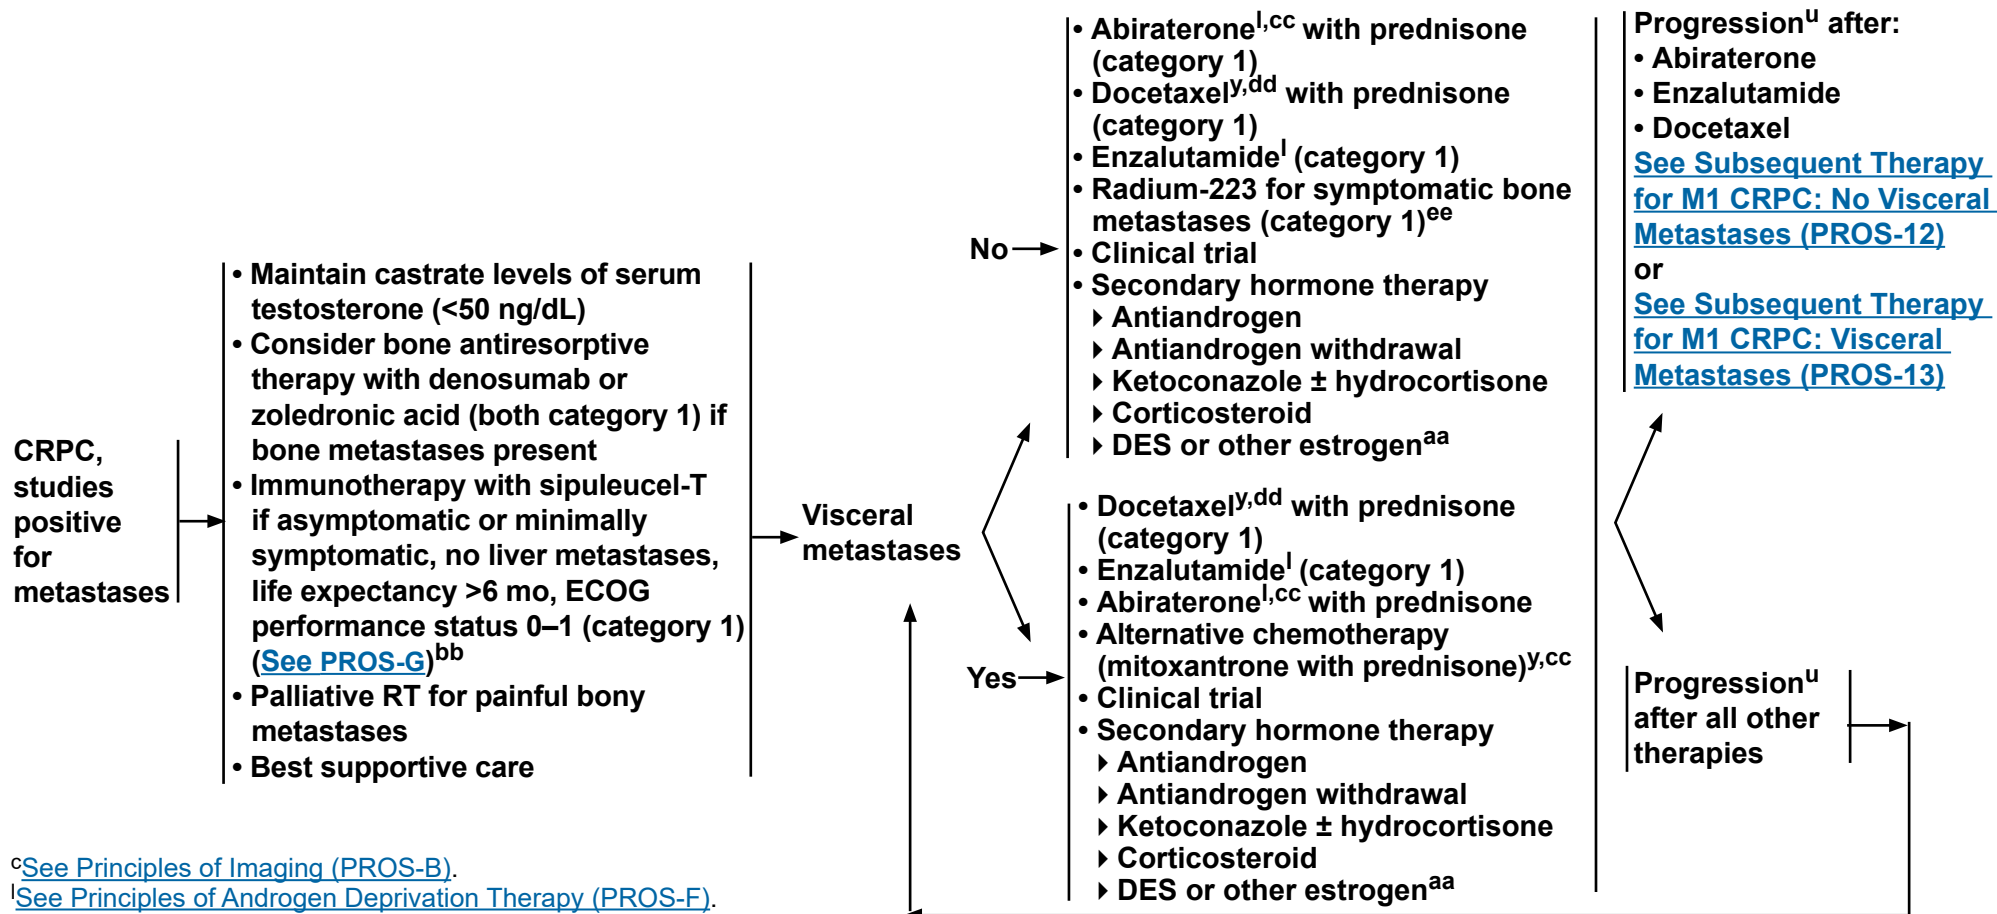 CRPC,
studies
positive
for
metastases
• Maintain castrate levels of serum
testosterone (<50 ng/dL)
• Consider bone antiresorptive
therapy with denosumab or
zoledronic acid (both category 1) if
bone metastases present
• Immunotherapy with sipuleucel-T
if asymptomatic or minimally
symptomatic, no liver metastases,
life expectancy >6 mo, ECOG
performance status 0–1 (category 1)
(See PROS-G)bb
• Palliative RT for painful bony
metastases
• Best supportive care
Visceral
metastases
No
• Abirateronel,cc with prednisone
(category 1)
• Docetaxely,dd with prednisone
(category 1)
• Enzalutamidel (category 1)
• Radium-223 for symptomatic bone
metastases (category 1)ee
• Clinical trial
• Secondary hormone therapy
▸ Antiandrogen
▸ Antiandrogen withdrawal
▸ Ketoconazole ± hydrocortisone
▸ Corticosteroid
▸ DES or other estrogenaa
Yes
• Docetaxely,dd with prednisone
(category 1)
• Enzalutamidel (category 1)
• Abirateronel,cc with prednisone
• Alternative chemotherapy
(mitoxantrone with prednisone)y,cc
• Clinical trial
• Secondary hormone therapy
▸ Antiandrogen
▸ Antiandrogen withdrawal
▸ Ketoconazole ± hydrocortisone
▸ Corticosteroid
▸ DES or other estrogenaa
Progressionu after:
• Abiraterone
• Enzalutamide
• Docetaxel
See Subsequent Therapy
for M1 CRPC: No Visceral
Metastases (PROS-12)
or
See Subsequent Therapy
for M1 CRPC: Visceral
Metastases (PROS-13)
Progressionu
after all other
therapies
cSee Principles of Imaging (PROS-B).
lSee Principles of Androgen Deprivation Therapy (PROS-F).